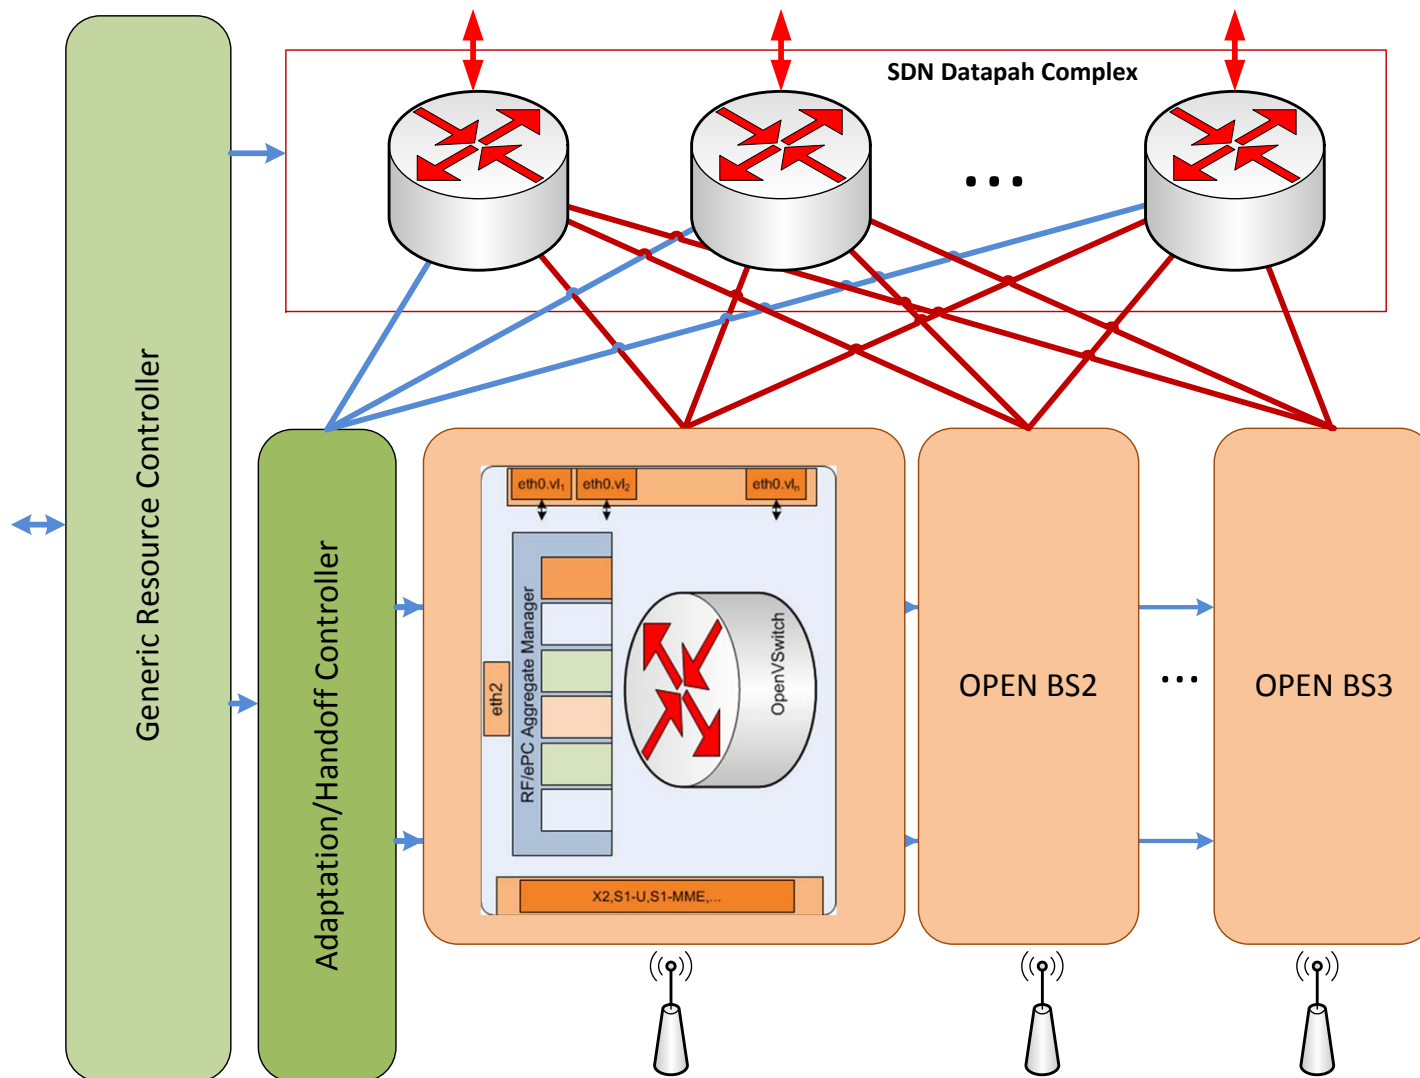 SDN Datapah Complex
...
Generic Resource Controller
Adaptation/Handoff Controller
eth0.vl₁
eth0.vl₂
eth0.vlₙ
RF/ePC Aggregate Manager
eth2
OpenVSwitch
X2,S1-U,S1-MME,...
OPEN BS2
...
OPEN BS3